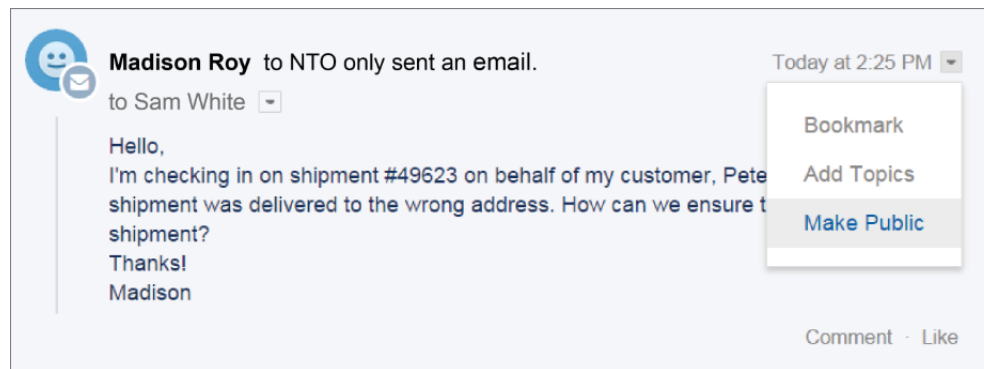 Madison Roy to NTO only sent an email.
Today at 2:25 PM
to Sam White
Hello,
I'm checking in on shipment #49623 on behalf of my customer, Pete
shipment was delivered to the wrong address. How can we ensure t
shipment?
Thanks!
Madison
Bookmark
Add Topics
Make Public
Comment · Like